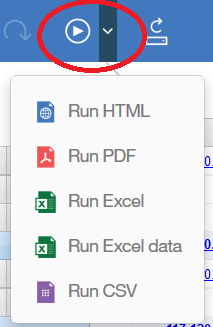 Run HTML
Run PDF
Run Excel
Run Excel data
Run CSV